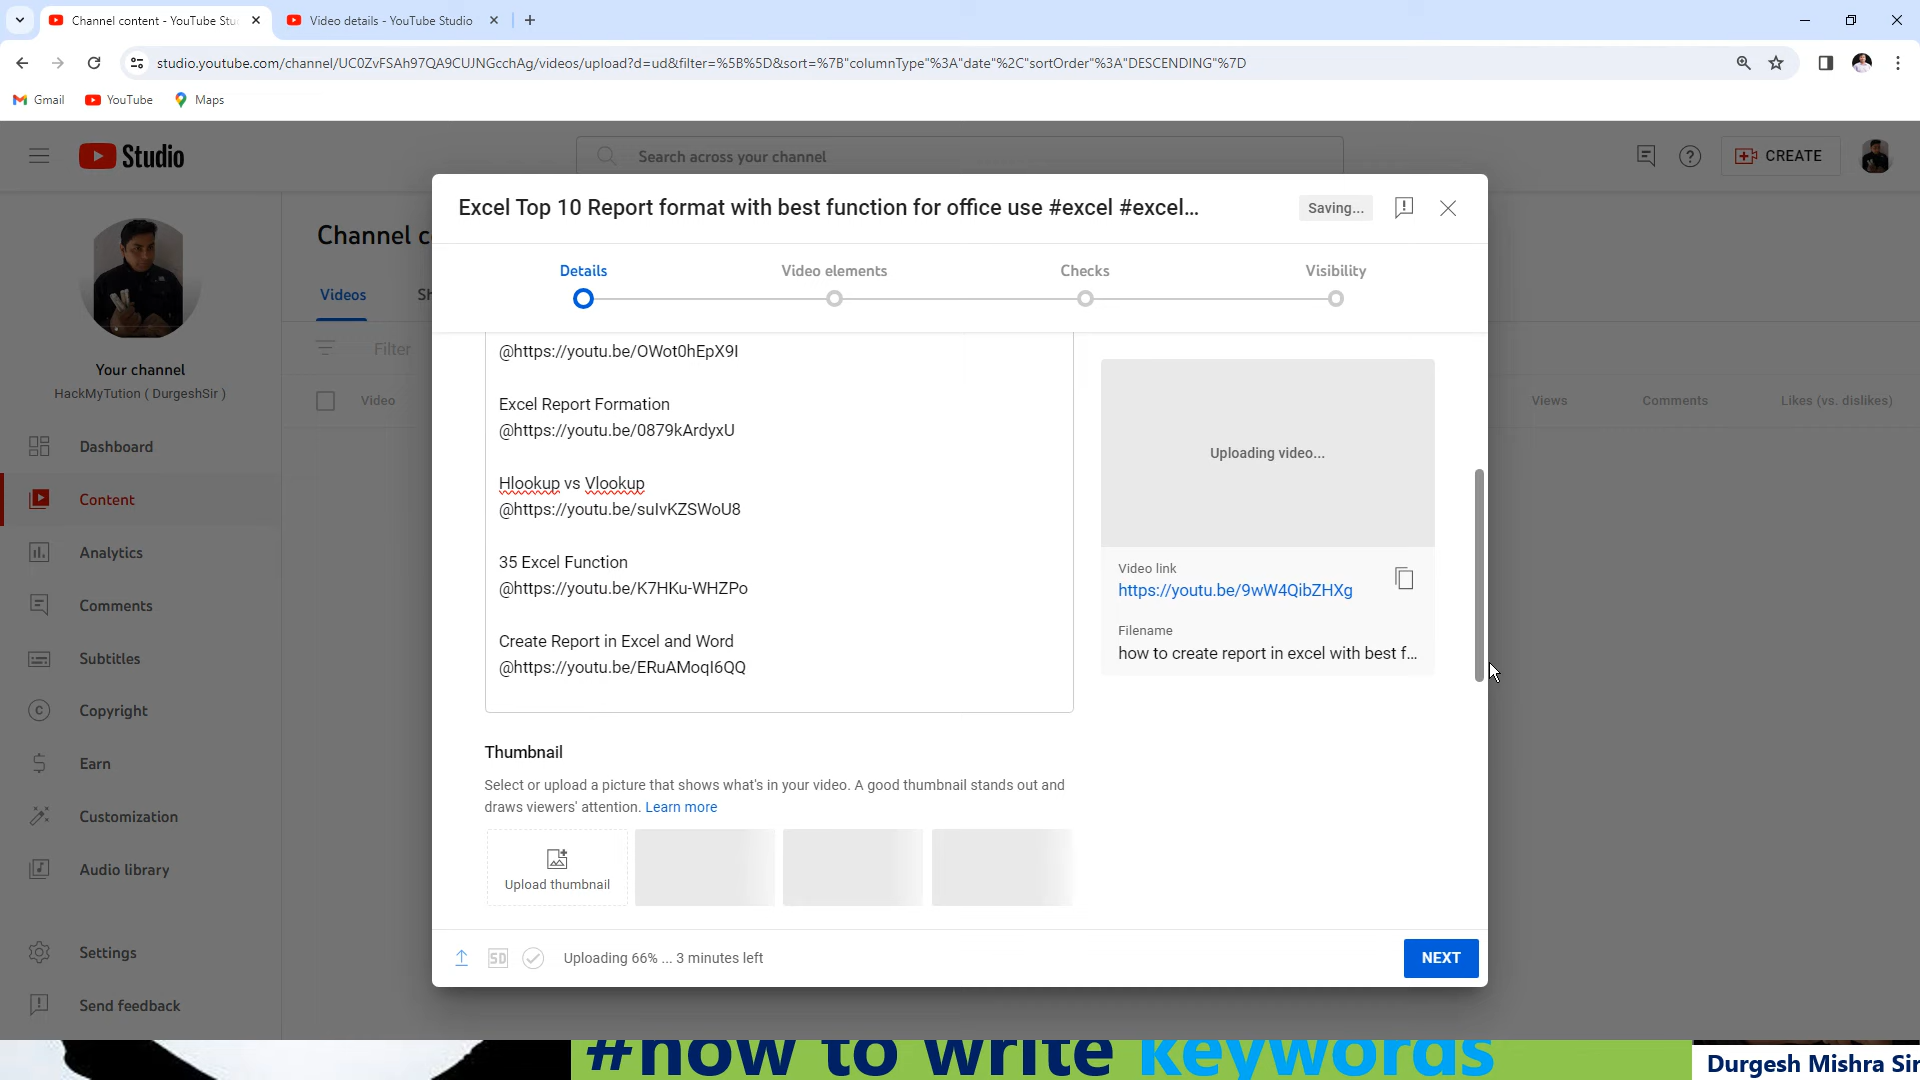 Channel content - YouTube Stu
Video details - YouTube Studio
studio.youtube.com/channel/UC0ZvFSAh97QA9CUJNGcchAg/videos/upload?d=ud&filter=%5B%5D&sort=%7B"columnType"%3A"date"%2C"sortOrder"%3A"DESCENDING"%7D
Gmail
YouTube
Maps
Studio
Search across your channel
CREATE
Excel Top 10 Report format with best function for office use #excel #excel...
Saving...
Channel c
Details
Video elements
Checks
Visibility
Videos
Sh
Filter
@https://youtu.be/OWot0hEpX9I
Your channel
HackMyTution ( DurgeshSir )
Video
Views
Comments
Likes (vs. dislikes)
Excel Report Formation
@https://youtu.be/0879kArdyxU
Dashboard
Uploading video...
Hlookup vs Vlookup
@https://youtu.be/sulvKZSWoU8
Content
Analytics
35 Excel Function
@https://youtu.be/K7HKu-WHZPo
Video link
https://youtu.be/9wW4QibZHXg
Comments
Filename
how to create report in excel with best f...
Create Report in Excel and Word
@https://youtu.be/ERuAMoqI6QQ
Subtitles
Copyright
Thumbnail
Earn
Select or upload a picture that shows what's in your video. A good thumbnail stands out and
draws viewers' attention. Learn more
Customization
Audio library
Upload thumbnail
Settings
SD
Uploading 66% ... 3 minutes left
NEXT
Send feedback
#how to write keywords
Durgesh Mishra Sir